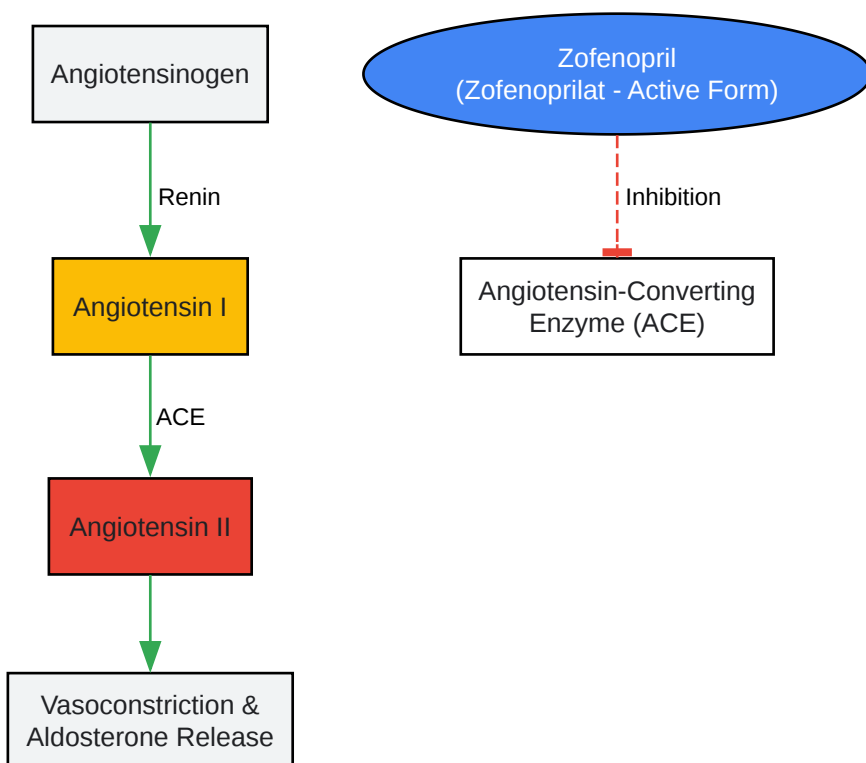 Angiotensinogen
Zofenopril
(Zofenoprilat - Active Form)
Renin
Inhibition
Angiotensin I
Angiotensin-Converting
Enzyme (ACE)
ACE
Angiotensin II
Vasoconstriction &
Aldosterone Release